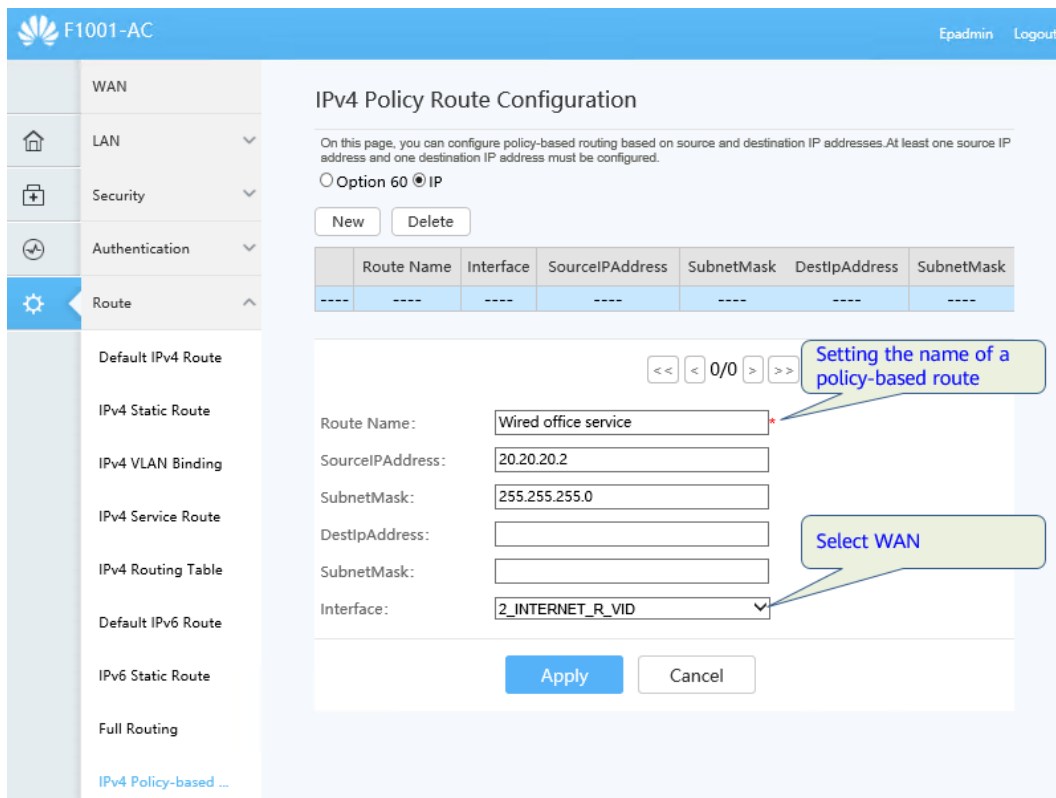 F1001-AC
Epadmin Logout
WAN
LAN
Security
Authentication
Route
Default IPv4 Route
IPv4 Static Route
IPv4 VLAN Binding
IPv4 Service Route
IPv4 Routing Table
Default IPv6 Route
IPv6 Static Route
Full Routing
IPv4 Policy-based ...
IPv4 Policy Route Configuration
On this page, you can configure policy-based routing based on source and destination IP addresses.At least one source IP
address and one destination IP address must be configured.
Option 60 IP
New Delete
Route Name Interface SourceIPAddress SubnetMask DestIpAddress SubnetMask
---- ---- ---- ---- ---- ---- ----
<< < 0/0 > >>
Setting the name of a
policy-based route
Route Name: Wired office service *
SourceIPAddress: 20.20.20.2
SubnetMask: 255.255.255.0
DestIpAddress:
Select WAN
SubnetMask:
Interface: 2_INTERNET_R_VID
Apply Cancel